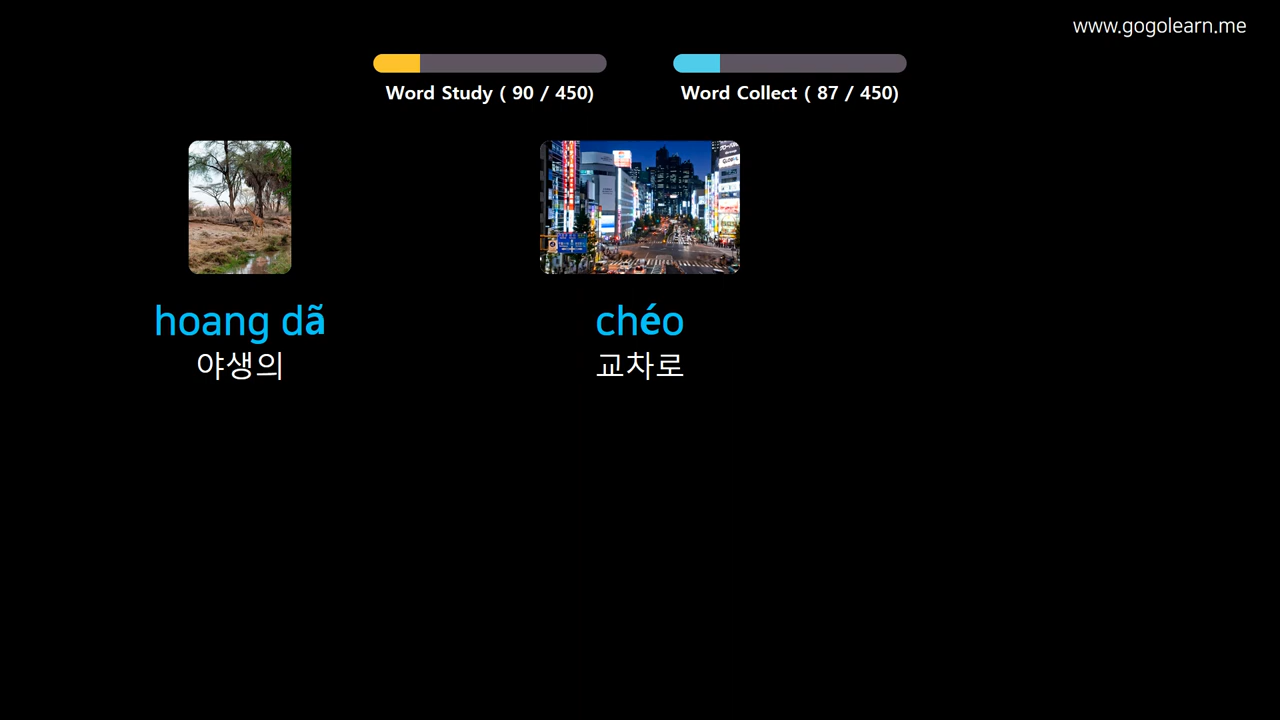 www.gogolearn.me
Word Study ( 90 / 450)
Word Collect ( 87 / 450)
hoang dã
야생의
chéo
교차로